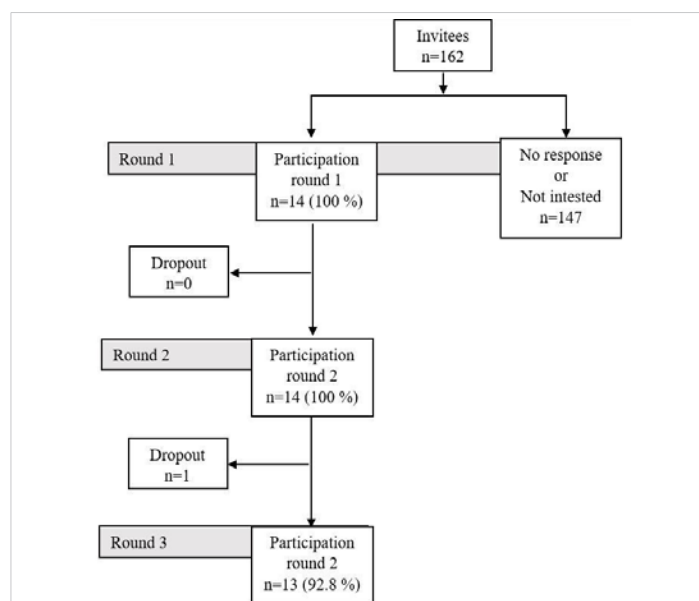 Invitees
n=162
Round 1
Participation
round 1
n=14 (100 %)
No response
or
Not intested
n=147
Dropout
n=0
Round 2
Participation
round 2
n=14 (100 %)
Dropout
n=1
Round 3
Participation
round 2
n=13 (92.8 %)